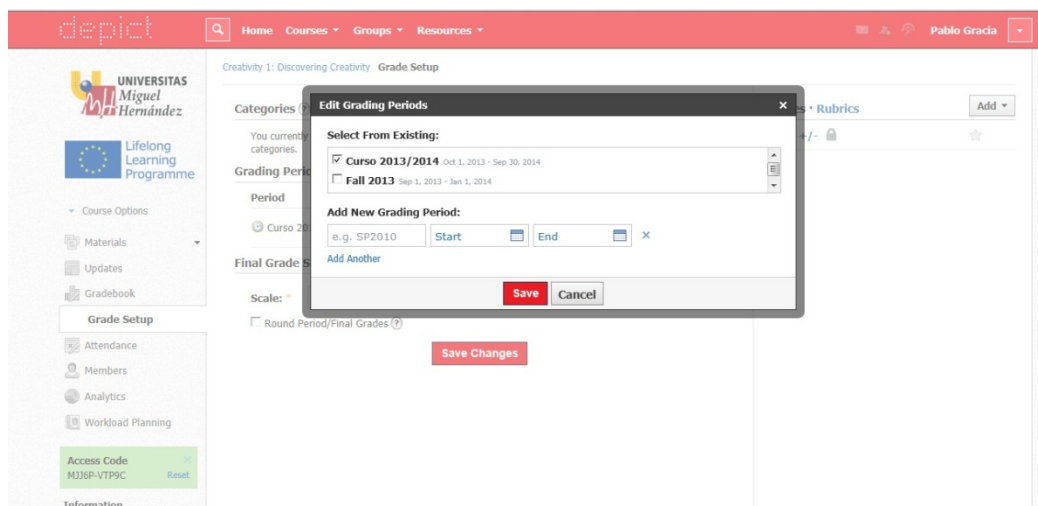 depict Home Courses Groups Resources Pablo Gracia
Creativity 1: Discovering Creativity Grade Setup
UNIVERSITAS
Miguel
Hernández
Lifelong
Learning
Programme
Course Options
Materials
Updates
Gradebook
Grade Setup
Attendance
Members
Analytics
Workload Planning
Access Code
MJJ6P-VTP9C Reset
Information
Categories
You currently
categories.
Grading
Period
Curso
Final Grade
Scale: *
Round Period/Final Grades ?
Save Changes
Edit Grading Periods ×
Select From Existing:
Curso 2013/2014 Oct 1, 2013 - Sep 30, 2014
Fall 2013 Sep 1, 2013 - Jan 1, 2014
Add New Grading Period:
e.g. SP2010 Start End ×
Add Another
Save Cancel
· Rubrics Add
+/-